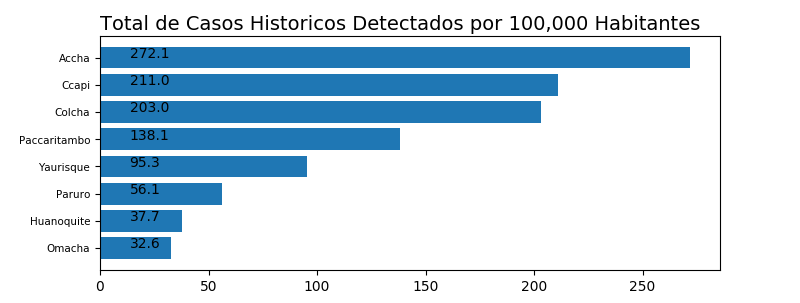 Total de Casos Historicos Detectados por 100,000 Habitantes
Accha 272.1
Ccapi 211.0
Colcha 203.0
Paccaritambo 138.1
Yaurisque 95.3
Paruro 56.1
Huanoquite 37.7
Omacha 32.6
0 50 100 150 200 250